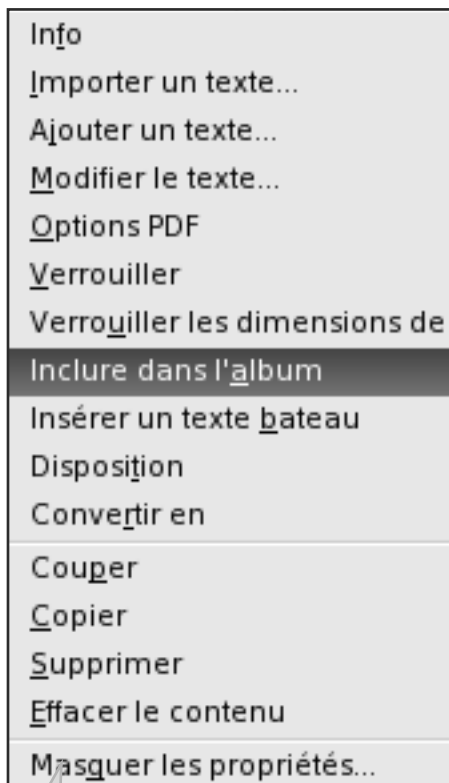 Info
Importer un texte...
Ajouter un texte...
Modifier le texte...
Options PDF
Verrouiller
Verrouiller les dimensions de
Inclure dans l'album
Insérer un texte bateau
Disposition
Convertir en
Couper
Copier
Supprimer
Effacer le contenu
Masquer les propriétés...